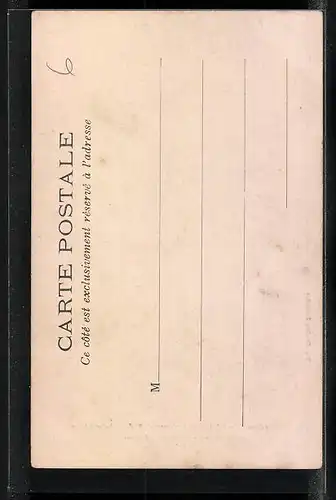 6
CARTE POSTALE
Ce côté est exclusivement réservé à l'adresse
M